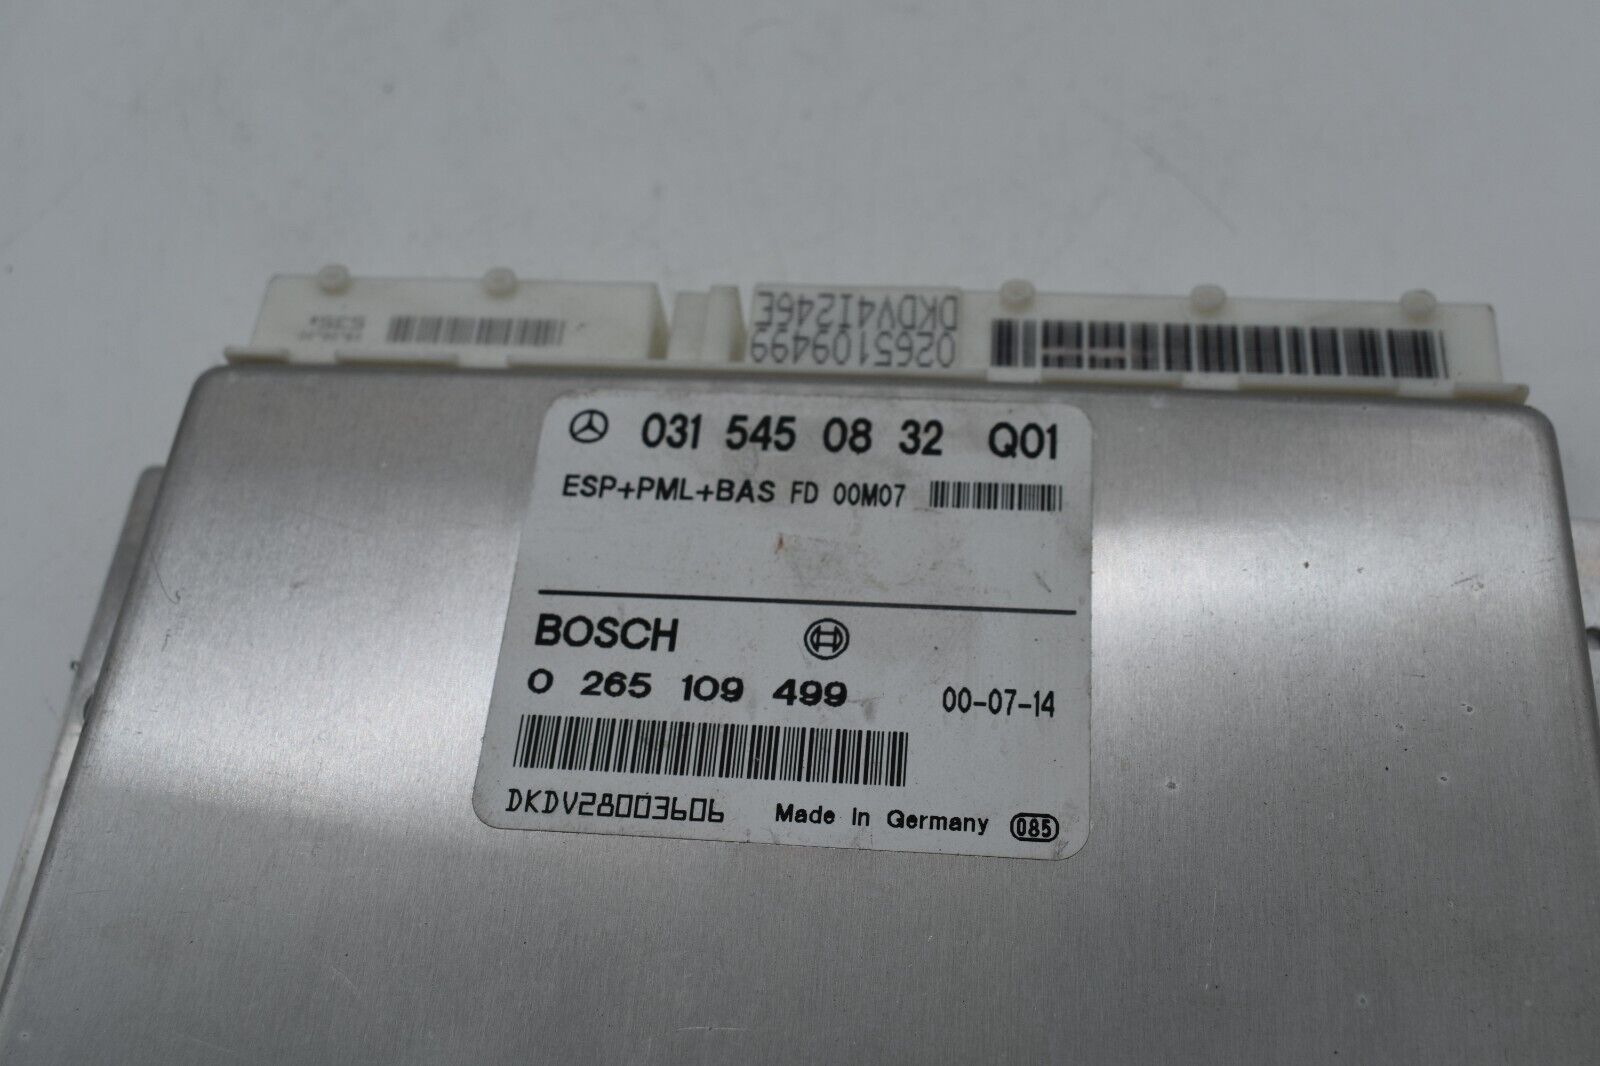 0265109499
DKDV4I246E
031 545 08 32 Q01
ESP+PML+BAS FD 00M07
BOSCH
0 265 109 499 00-07-14
DKDV28003606 Made in Germany 085